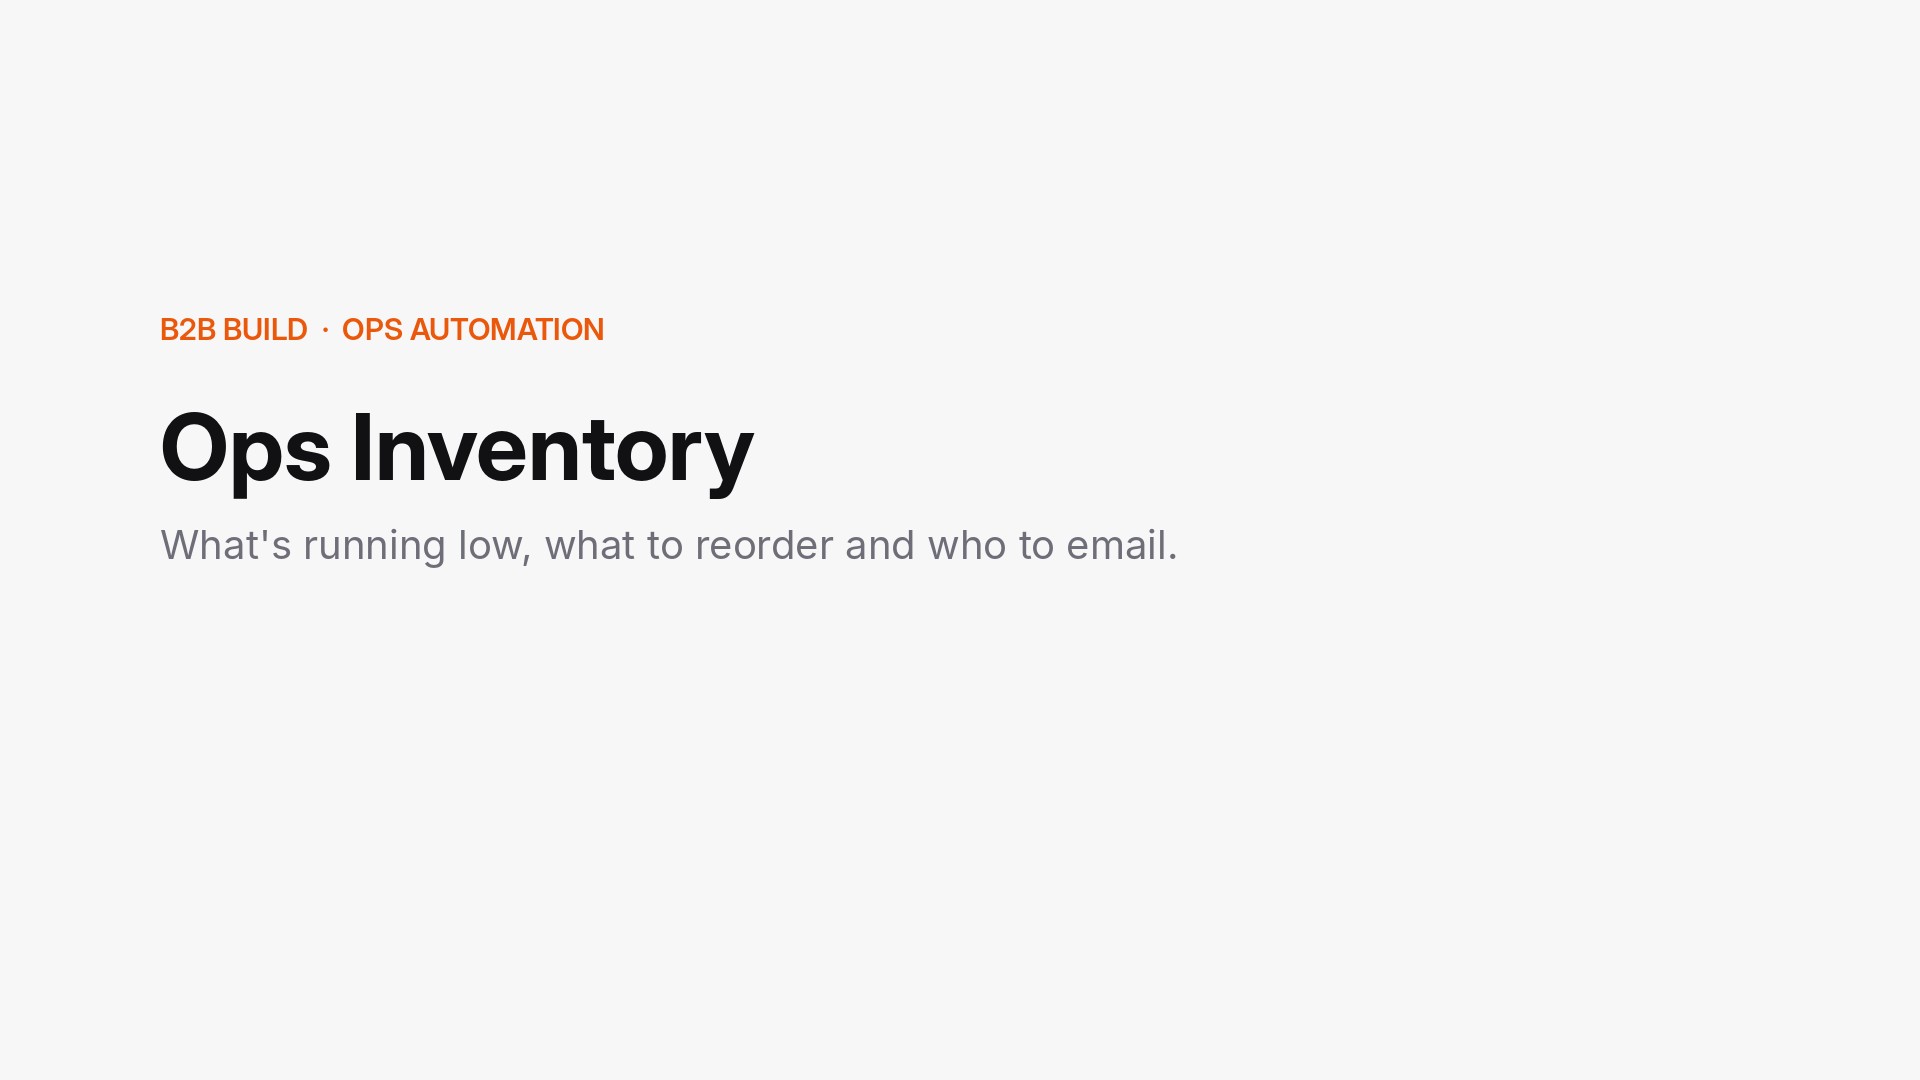 B2B BUILD · OPS AUTOMATION
Ops Inventory
What's running low, what to reorder and who to email.